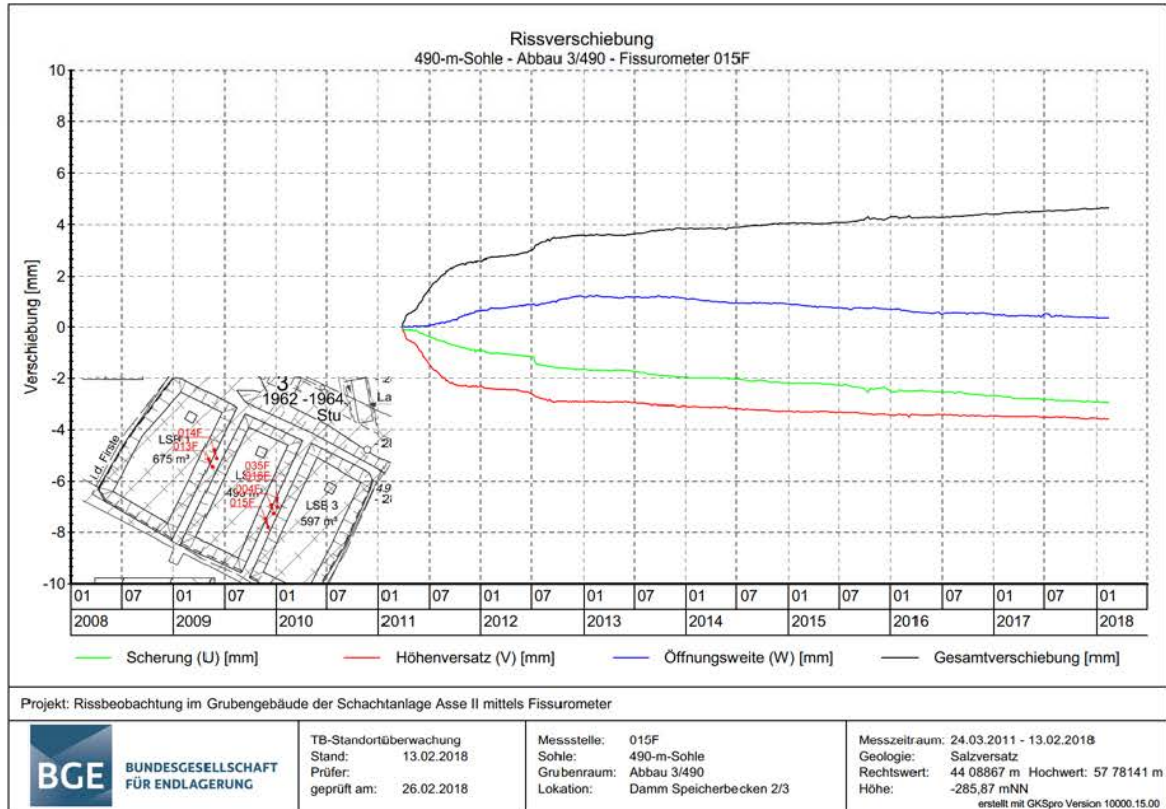 Rissverschiebung
490-m-Sohle - Abbau 3/490 - Fissurometer 015F
Verschiebung [mm]
10
8
6
4
2
0
-2
-4
-6
-8
-10
3
1962 -1964
Stu
La
i.d. Firste
014F
LSB 1
013F
675 m³
035F
016F
004F
015F
LSB 3
597 m³
01 07 01 07 01 07 01 07 01 07 01 07 01 07 01 07 01 07 01 07 01
2008 2009 2010 2011 2012 2013 2014 2015 2016 2017 2018
Scherung (U) [mm] Höhenversatz (V) [mm] Öffnungsweite (W) [mm] Gesamtverschiebung [mm]
Projekt: Rissbeobachtung im Grubengebäude der Schachtanlage Asse II mittels Fissurometer
BGE
BUNDESGESELLSCHAFT
FÜR ENDLAGERUNG
TB-Standortüberwachung
Stand: 13.02.2018
Prüfer:
geprüft am: 26.02.2018
Messstelle: 015F
Sohle: 490-m-Sohle
Grubenraum: Abbau 3/490
Lokation: Damm Speicherbecken 2/3
Messzeitraum: 24.03.2011 - 13.02.2018
Geologie: Salzversatz
Rechtswert: 44 08867 m Hochwert: 57 78141 m
Höhe: -285,87 mNN
erstellt mit GKSpro Version 10000.15.00